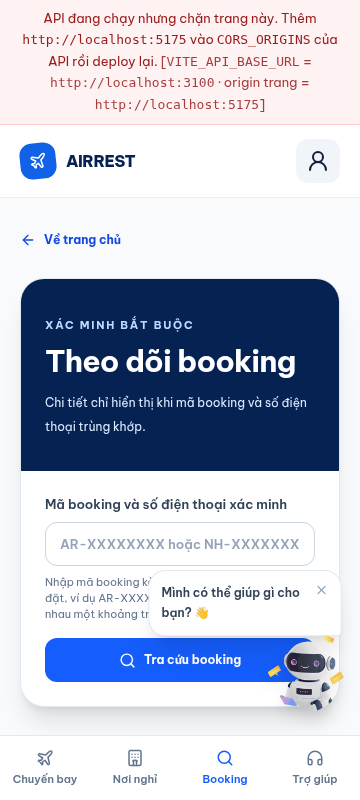 API đang chạy nhưng chặn trang này. Thêm
http://localhost:5175 vào CORS_ORIGINS của
API rồi deploy lại. [VITE_API_BASE_URL =
http://localhost:3100 · origin trang =
http://localhost:5175]
AIRREST
Về trang chủ
XÁC MINH BẮT BUỘC
Theo dõi booking
Chi tiết chỉ hiển thị khi mã booking và số điện
thoại trùng khớp.
Mã booking và số điện thoại xác minh
AR-XXXXXXXX hoặc NH-XXXXXXX
Nhập mã booking
đặt, ví dụ
nhau một khoảng
Mình có thể giúp gì cho
bạn? 👋
Tra cứu booking
Chuyến bay
Nơi nghỉ
Booking
Trợ giúp